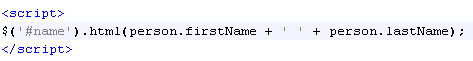 <script>
$('#name').html(person.firstName + ' ' + person.lastName);
</script>